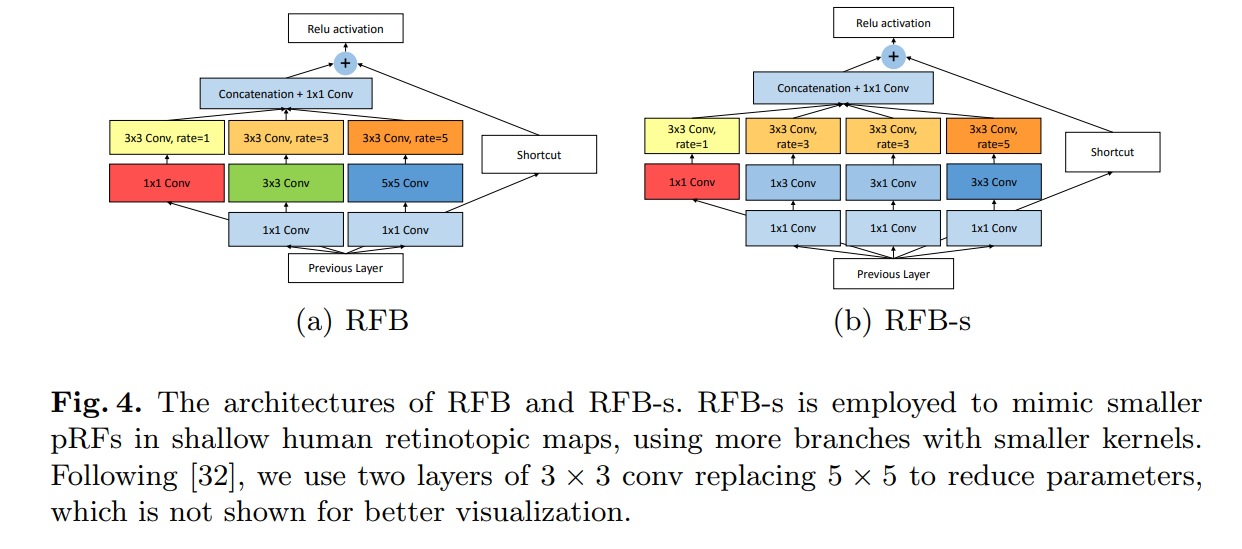 Relu activation
+
Concatenation + 1x1 Conv
3x3 Conv, rate=1
3x3 Conv, rate=3
3x3 Conv, rate=5
1x1 Conv
3x3 Conv
5x5 Conv
Shortcut
1x1 Conv
1x1 Conv
Previous Layer
(a) RFB
Relu activation
+
Concatenation + 1x1 Conv
3x3 Conv,
rate=1
3x3 Conv,
rate=3
3x3 Conv,
rate=3
3x3 Conv,
rate=5
1x1 Conv
1x3 Conv
3x1 Conv
3x3 Conv
Shortcut
1x1 Conv
1x1 Conv
1x1 Conv
Previous Layer
(b) RFB-s
Fig. 4. The architectures of RFB and RFB-s. RFB-s is employed to mimic smaller
pRFs in shallow human retinotopic maps, using more branches with smaller kernels.
Following [32], we use two layers of 3 × 3 conv replacing 5 × 5 to reduce parameters,
which is not shown for better visualization.